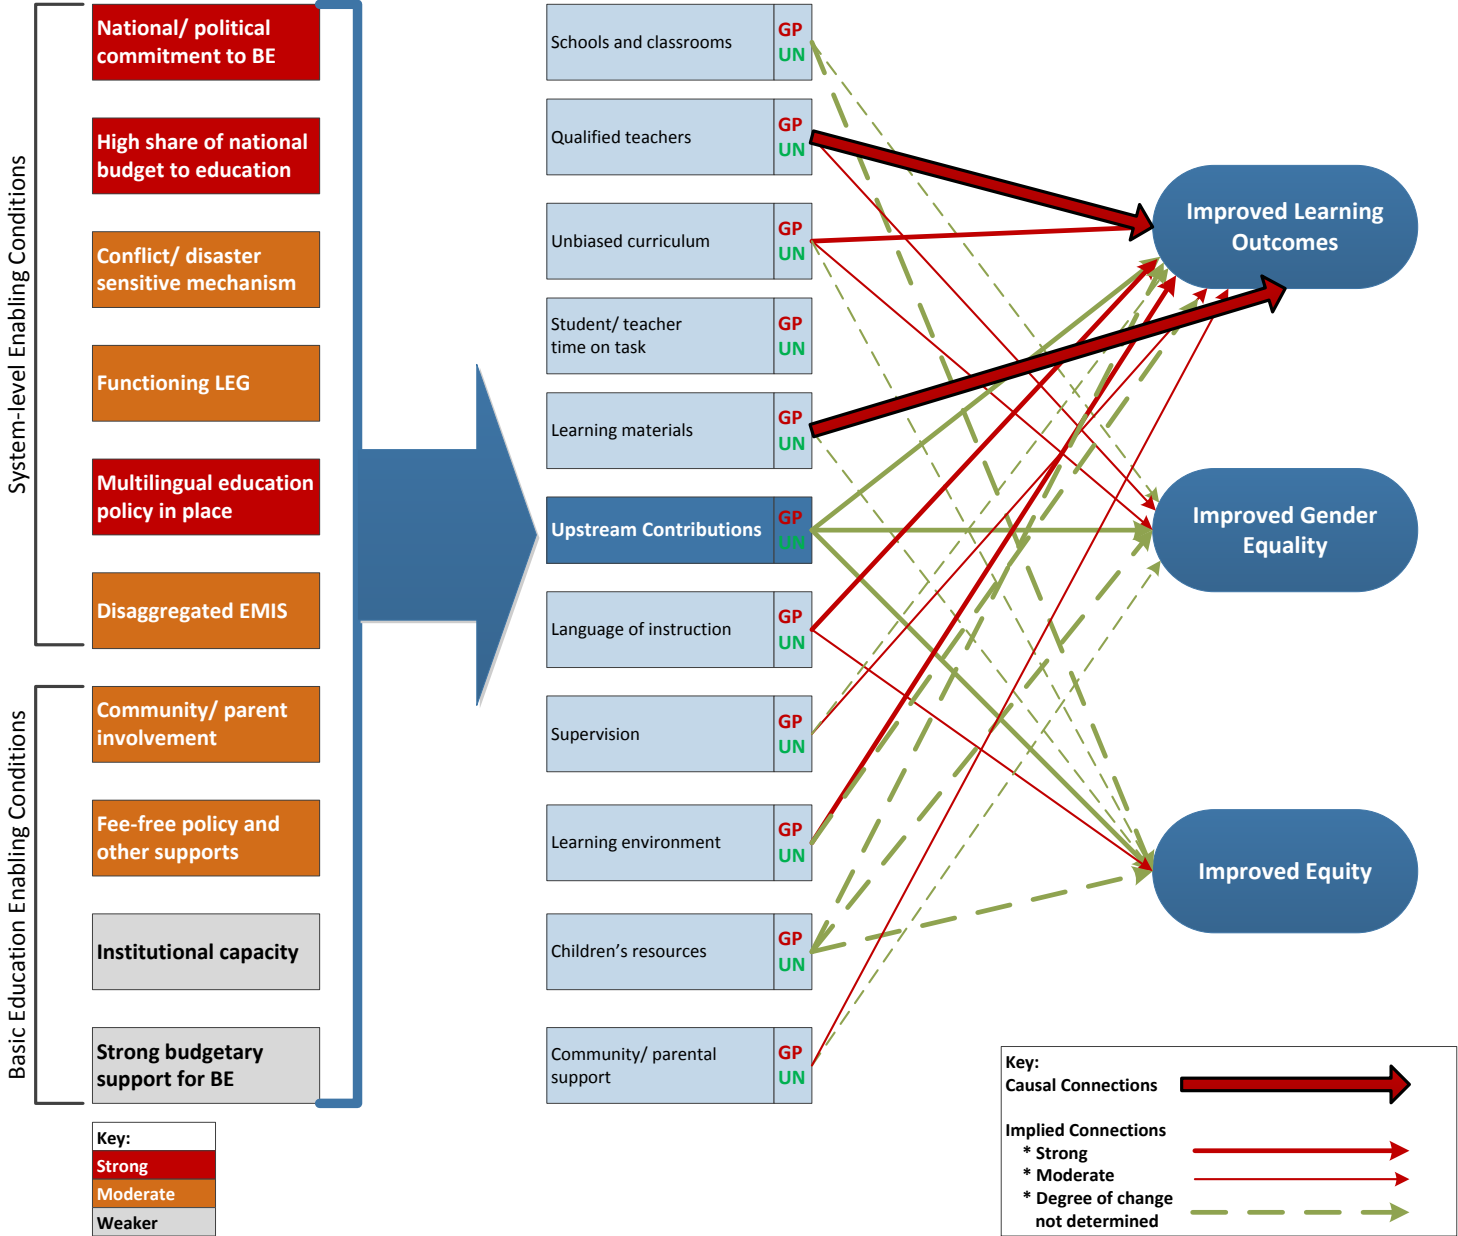 System-level Enabling Conditions
National/ political
commitment to BE
High share of national
budget to education
Conflict/ disaster
sensitive mechanism
Functioning LEG
Multilingual education
policy in place
Disaggregated EMIS
Basic Education Enabling Conditions
Community/ parent
involvement
Fee-free policy and
other supports
Institutional capacity
Strong budgetary
support for BE
Key:
Strong
Moderate
Weaker
Schools and classrooms
GP
UN
Qualified teachers
GP
UN
Unbiased curriculum
GP
UN
Student/ teacher
time on task
GP
UN
Learning materials
GP
UN
Upstream Contributions
GP
UN
Language of instruction
GP
UN
Supervision
GP
UN
Learning environment
GP
UN
Children's resources
GP
UN
Community/ parental
support
GP
UN
Improved Learning
Outcomes
Improved Gender
Equality
Improved Equity
Key:
Causal Connections
Implied Connections
* Strong
* Moderate
* Degree of change
not determined